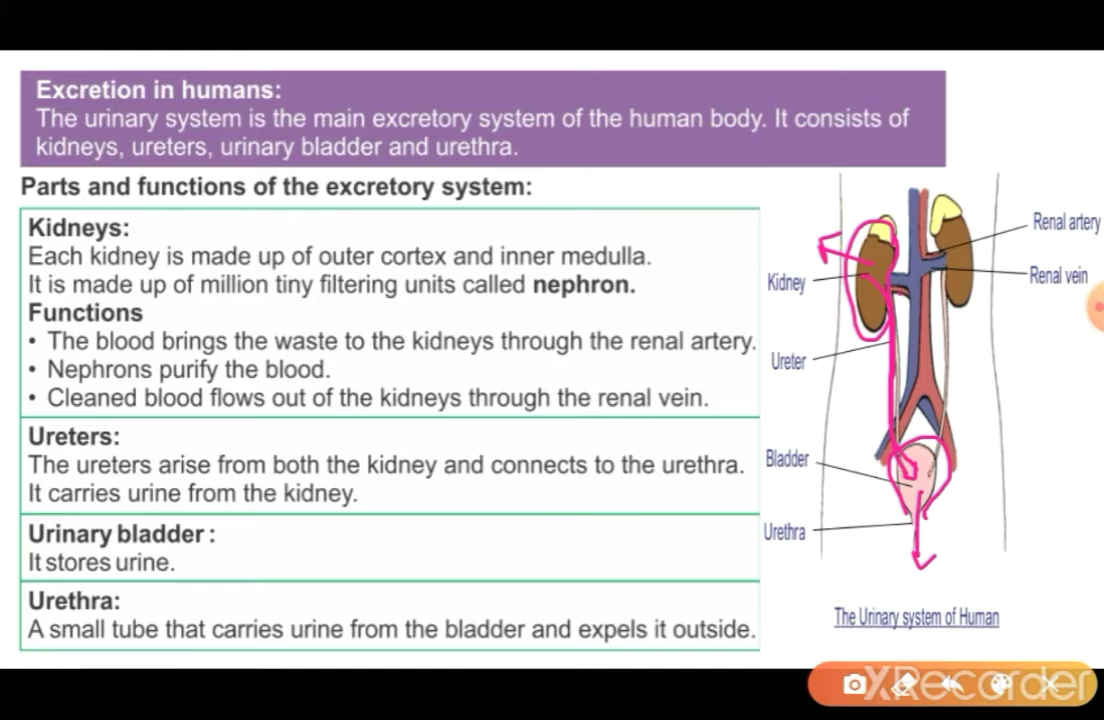 Excretion in humans:
The urinary system is the main excretory system of the human body. It consists of
kidneys, ureters, urinary bladder and urethra.
Parts and functions of the excretory system:
Kidneys:
Each kidney is made up of outer cortex and inner medulla.
It is made up of million tiny filtering units called nephron.
Functions
• The blood brings the waste to the kidneys through the renal artery.
• Nephrons purify the blood.
• Cleaned blood flows out of the kidneys through the renal vein.
Ureters:
The ureters arise from both the kidney and connects to the urethra.
It carries urine from the kidney.
Urinary bladder :
It stores urine.
Urethra:
A small tube that carries urine from the bladder and expels it outside.
Renal artery
Kidney
Renal vein
Ureter
Bladder
Urethra
The Urinary system of Human
XRecorder